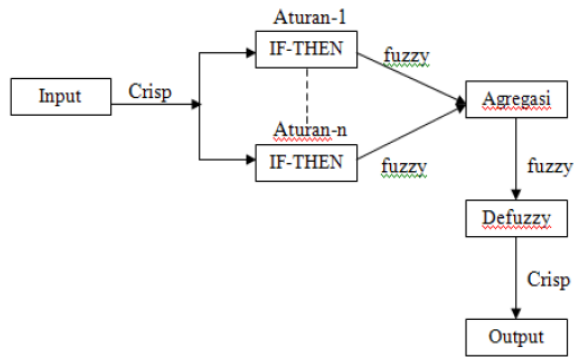 Aturan-1
IF-THEN
fuzzy
Input
Crisp
Agregasi
Aturan-n
IF-THEN
fuzzy
fuzzy
Defuzzy
Crisp
Output